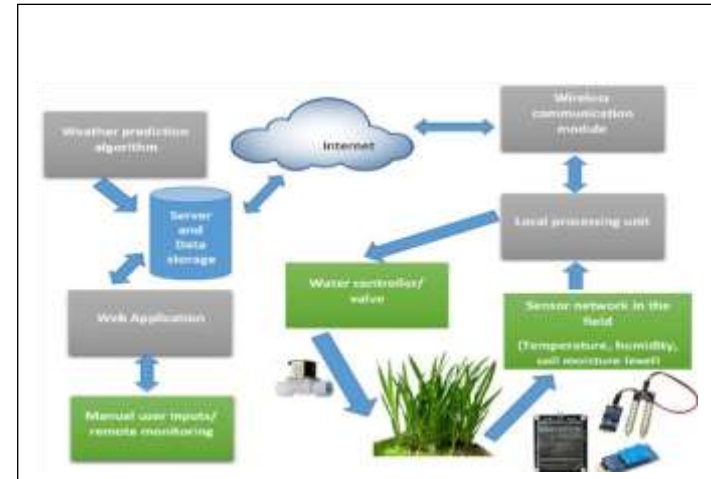 Weather prediction
algorithm
Internet
Wireless
communication
module
Server
and
Data
storage
Local processing unit
Water controller/
valve
Web Application
Sensor network in the
field
(Temperature, humidity,
soil moisture level)
Manual user inputs/
remote monitoring